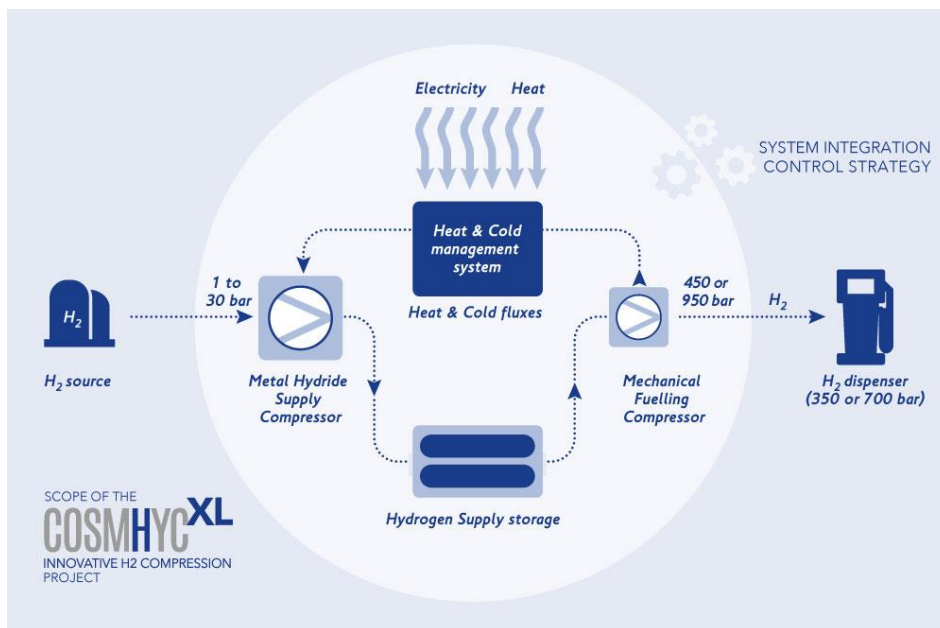 Electricity Heat
SYSTEM INTEGRATION
CONTROL STRATEGY
Heat & Cold
management
system
Heat & Cold fluxes
1 to
30 bar
450 or
950 bar
H₂
H₂
H₂ source
Metal Hydride
Supply
Compressor
Mechanical
Fuelling
Compressor
H₂ dispenser
(350 or 700 bar)
Hydrogen Supply storage
SCOPE OF THE
COSMHYC XL
INNOVATIVE H2 COMPRESSION
PROJECT